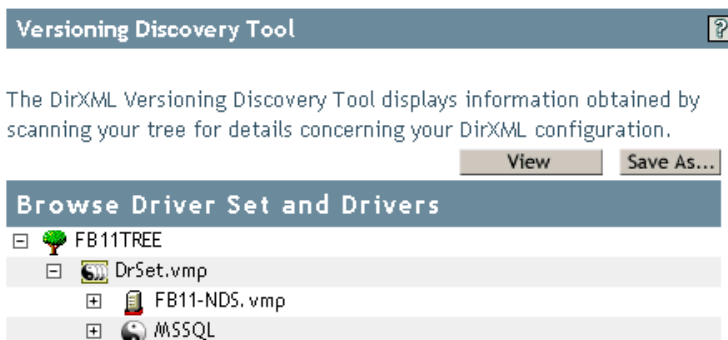 Versioning Discovery Tool
?
The DirXML Versioning Discovery Tool displays information obtained by
scanning your tree for details concerning your DirXML configuration.
View Save As...
Browse Driver Set and Drivers
FB11TREE
DrSet.vmp
FB11-NDS.vmp
MSSQL